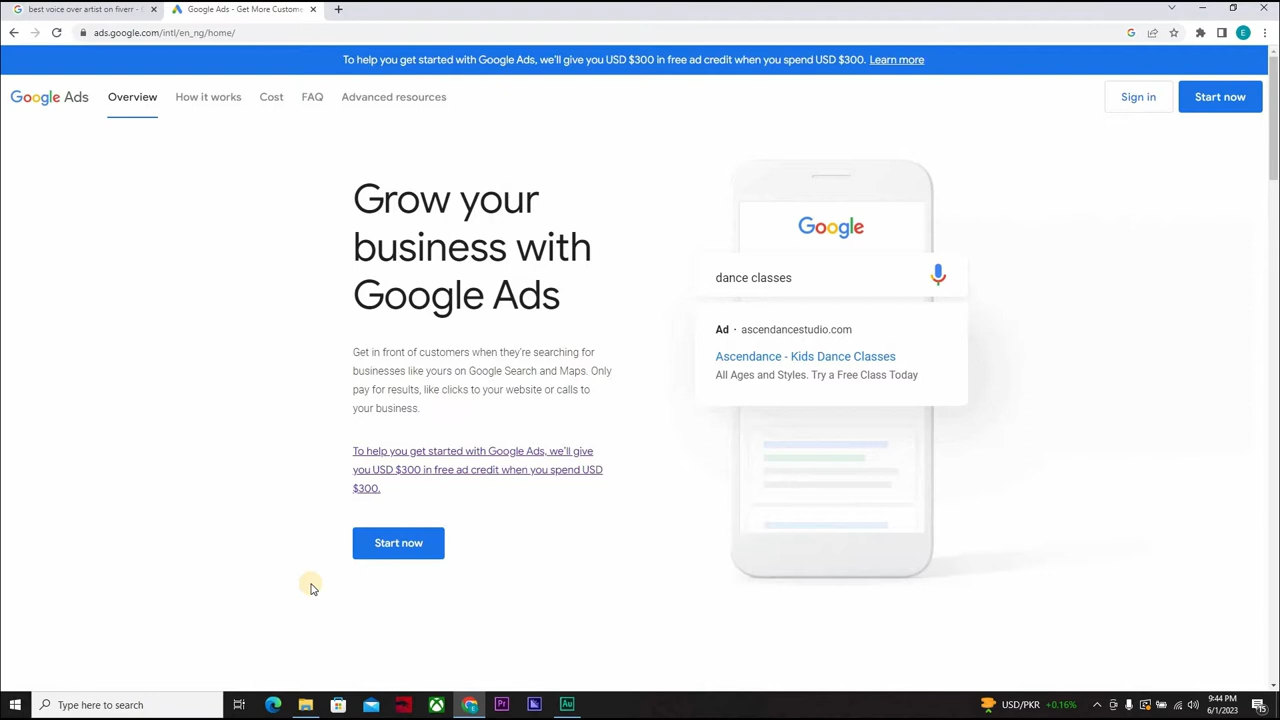 best voice over artist on fiverr -
Google Ads - Get More Custome
ads.google.com/intl/en_ng/home/
E
To help you get started with Google Ads, we'll give you USD $300 in free ad credit when you spend USD $300. Learn more
Google Ads
Overview
How it works
Cost
FAQ
Advanced resources
Sign in
Start now
Grow your
business with
Google Ads
Get in front of customers when they're searching for
businesses like yours on Google Search and Maps. Only
pay for results, like clicks to your website or calls to
your business.
To help you get started with Google Ads, we'll give
you USD $300 in free ad credit when you spend USD
$300.
Start now
Google
dance classes
Ad · ascendancestudio.com
Ascendance - Kids Dance Classes
All Ages and Styles. Try a Free Class Today
Type here to search
Pr
Au
USD/PKR +0.16%
9:44 PM
6/1/2023